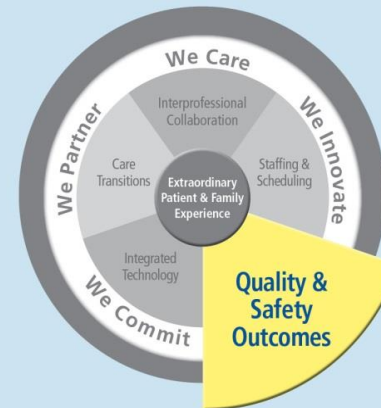 We Care
We Partner
We Innovate
We Commit
Interprofessional
Collaboration
Care
Transitions
Staffing &
Scheduling
Extraordinary
Patient & Family
Experience
Integrated
Technology
Quality &
Safety
Outcomes